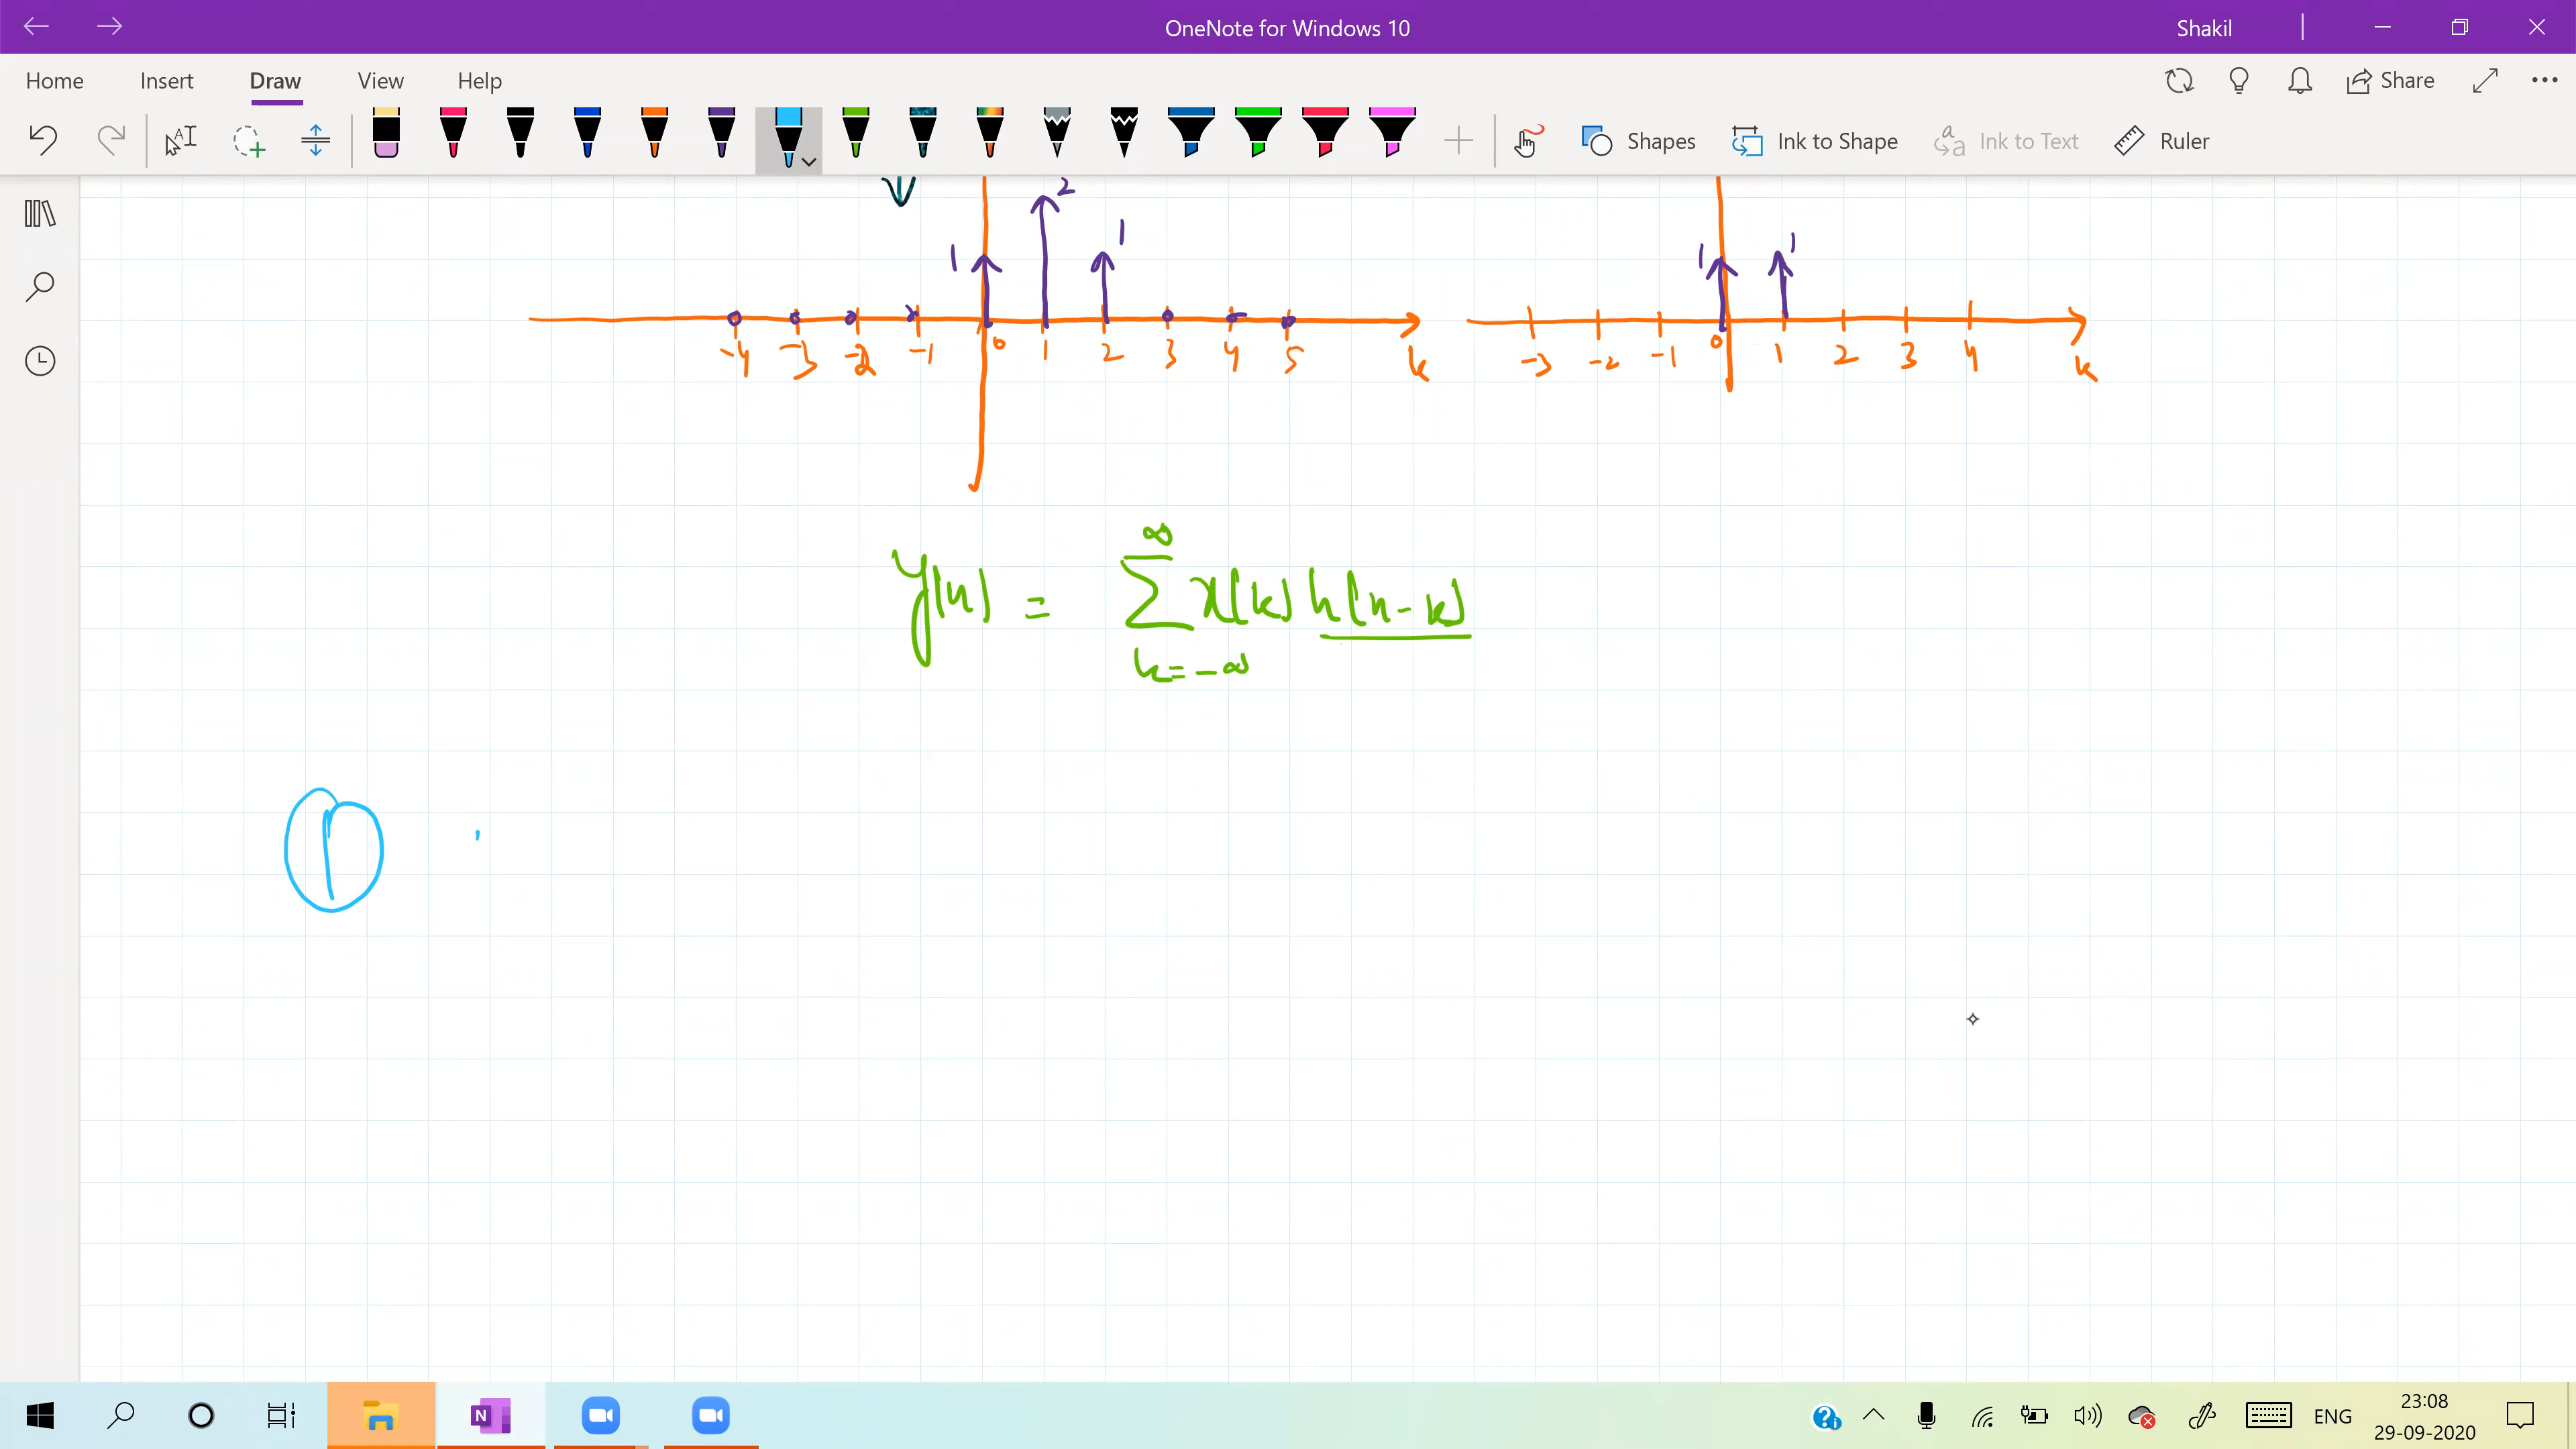 OneNote for Windows 10
Shakil
Home Insert Draw View Help
Share
Shapes Ink to Shape Ink to Text Ruler
1 2 1
-4 -3 -2 -1 0 1 2 3 4 5 k
1 1
-3 -2 -1 0 1 2 3 4 k
y[n] = ∞∑k=-∞ x[k] h[n-k]
1
ENG
23:08
29-09-2020